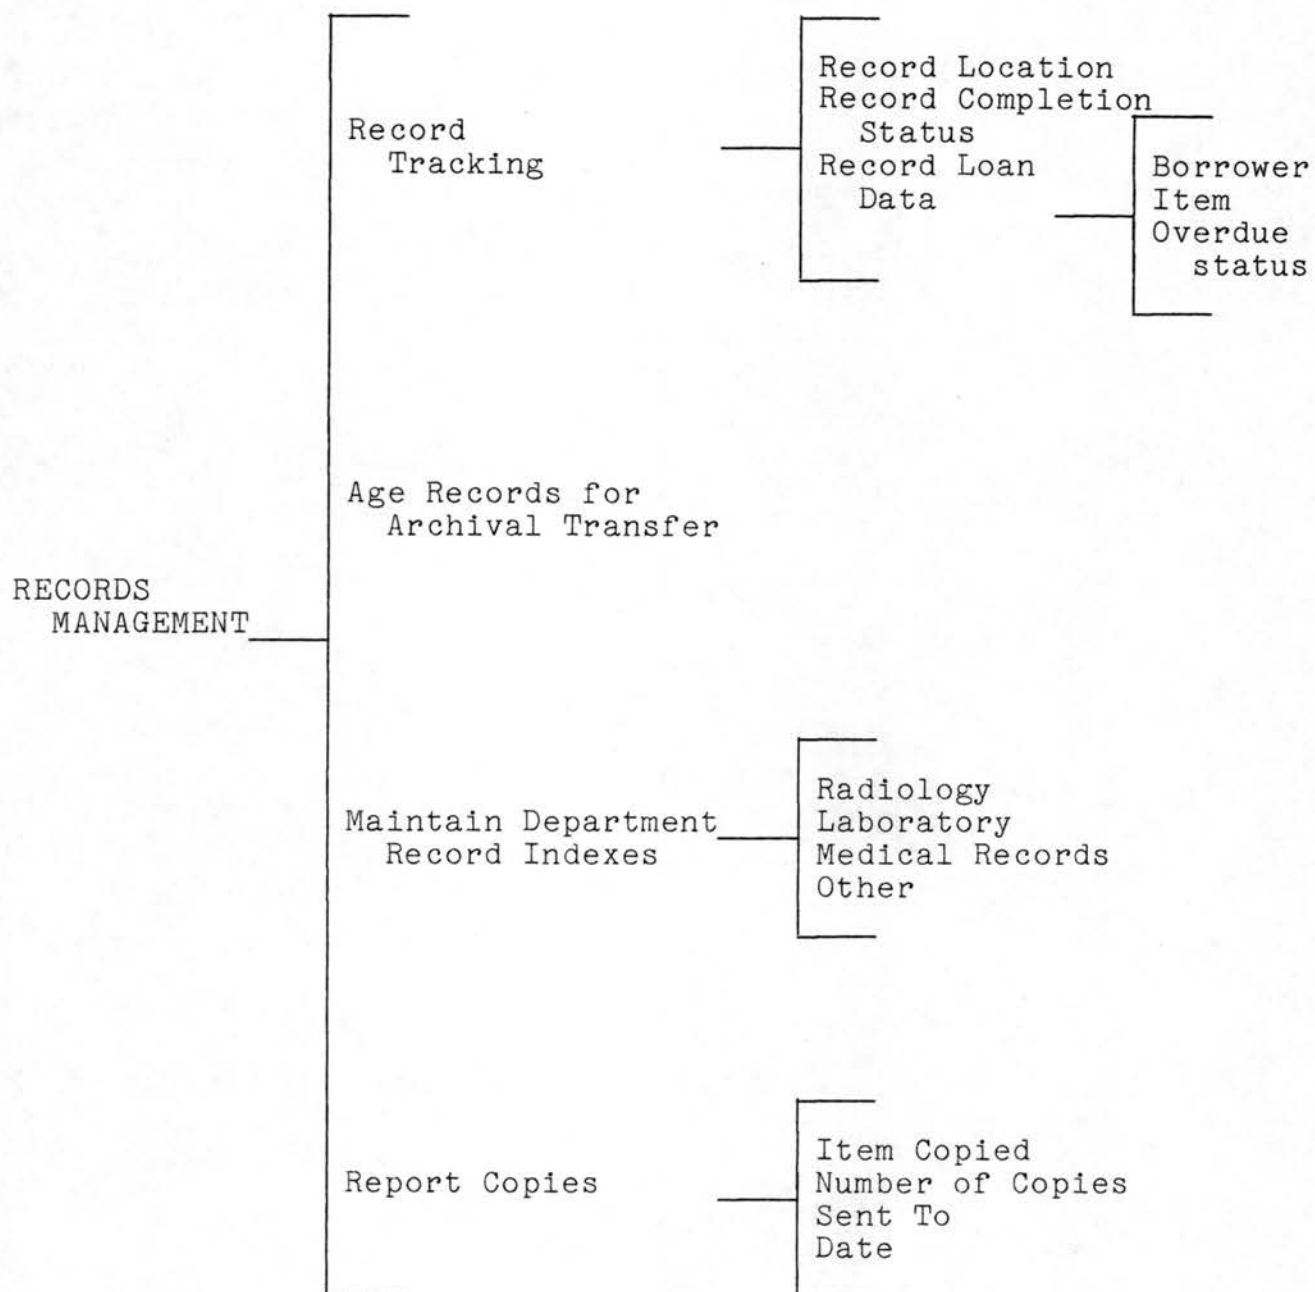 Record
Tracking
Record Location
Record Completion
Status
Record Loan
Data
Borrower
Item
Overdue
status
Age Records for
Archival Transfer
RECORDS
MANAGEMENT
Maintain Department
Record Indexes
Radiology
Laboratory
Medical Records
Other
Report Copies
Item Copied
Number of Copies
Sent To
Date